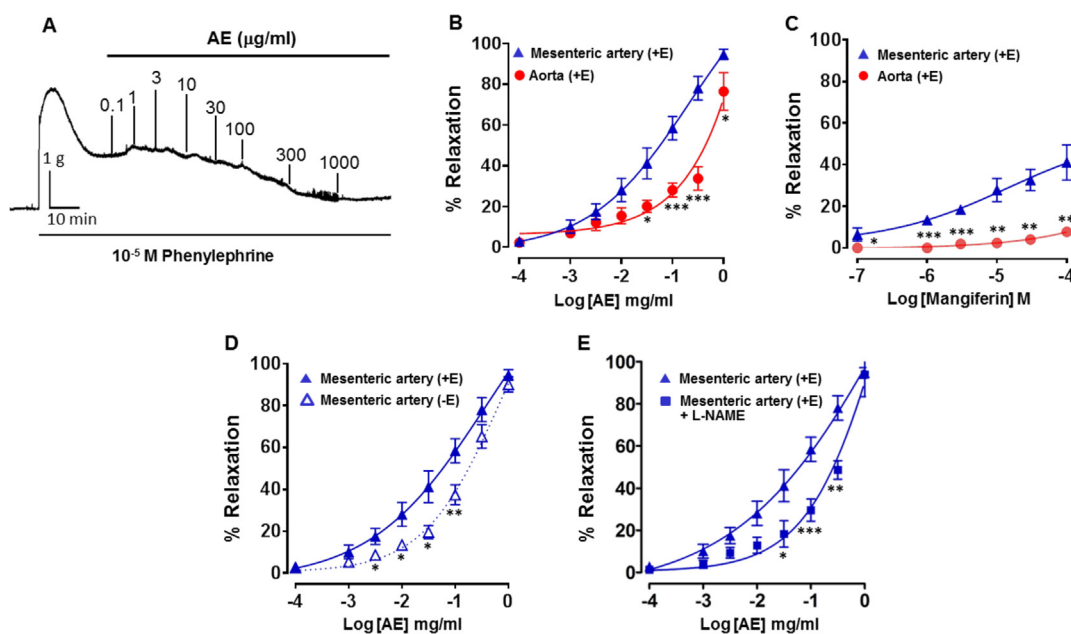 A
AE (µg/ml)
0.1
1
3
10
30
100
300
1000
1 g
10 min
10-5 M Phenylephrine
B
Mesenteric artery (+E)
Aorta (+E)
% Relaxation
100
80
60
40
20
0
*
***
***
*
-4
-3
-2
-1
0
Log [AE] mg/ml
C
Mesenteric artery (+E)
Aorta (+E)
% Relaxation
100
80
60
40
20
0
*
***
***
**
**
**
-7
-6
-5
-4
Log [Mangiferin] M
D
Mesenteric artery (+E)
Mesenteric artery (-E)
% Relaxation
100
80
60
40
20
0
*
*
*
**
-4
-3
-2
-1
0
Log [AE] mg/ml
E
Mesenteric artery (+E)
Mesenteric artery (+E)
+ L-NAME
% Relaxation
100
80
60
40
20
0
*
***
**
-4
-3
-2
-1
0
Log [AE] mg/ml